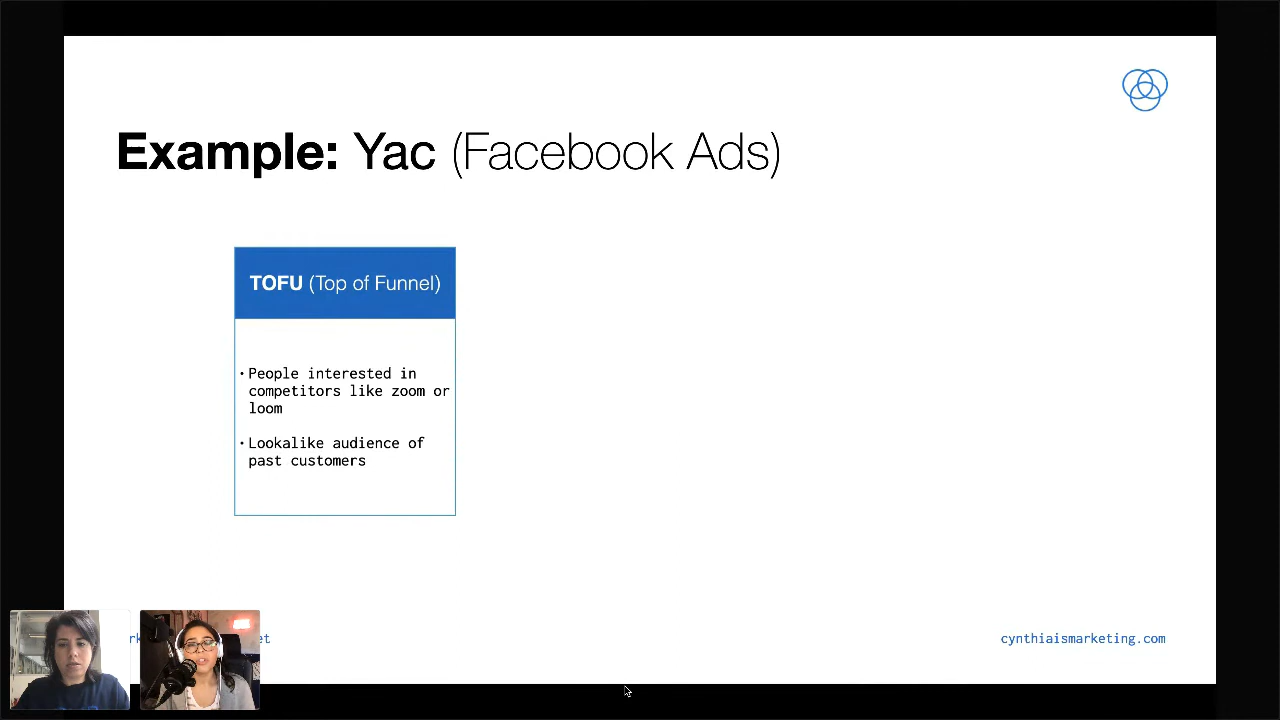 Example: Yac (Facebook Ads)
TOFU (Top of Funnel)
• People interested in
competitors like zoom or
loom
• Lookalike audience of
past customers
cynthiaismarketing.com